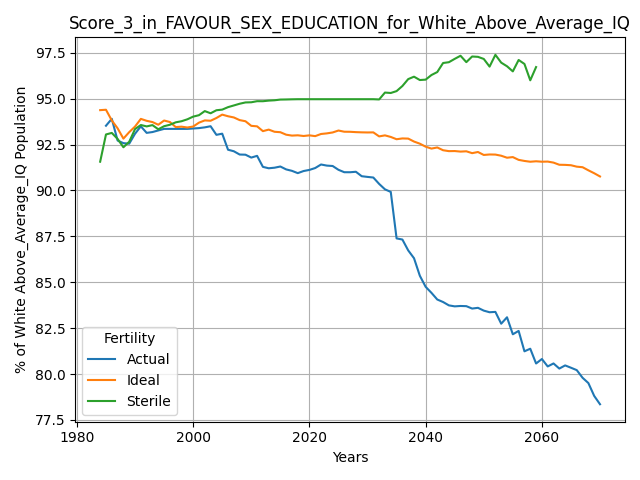 Score_3_in_FAVOUR_SEX_EDUCATION_for_White_Above_Average_IQ
% of White Above_Average_IQ Population
97.5
95.0
92.5
90.0
87.5
85.0
82.5
80.0
77.5
Fertility
Actual
Ideal
Sterile
1980 2000 2020 2040 2060
Years